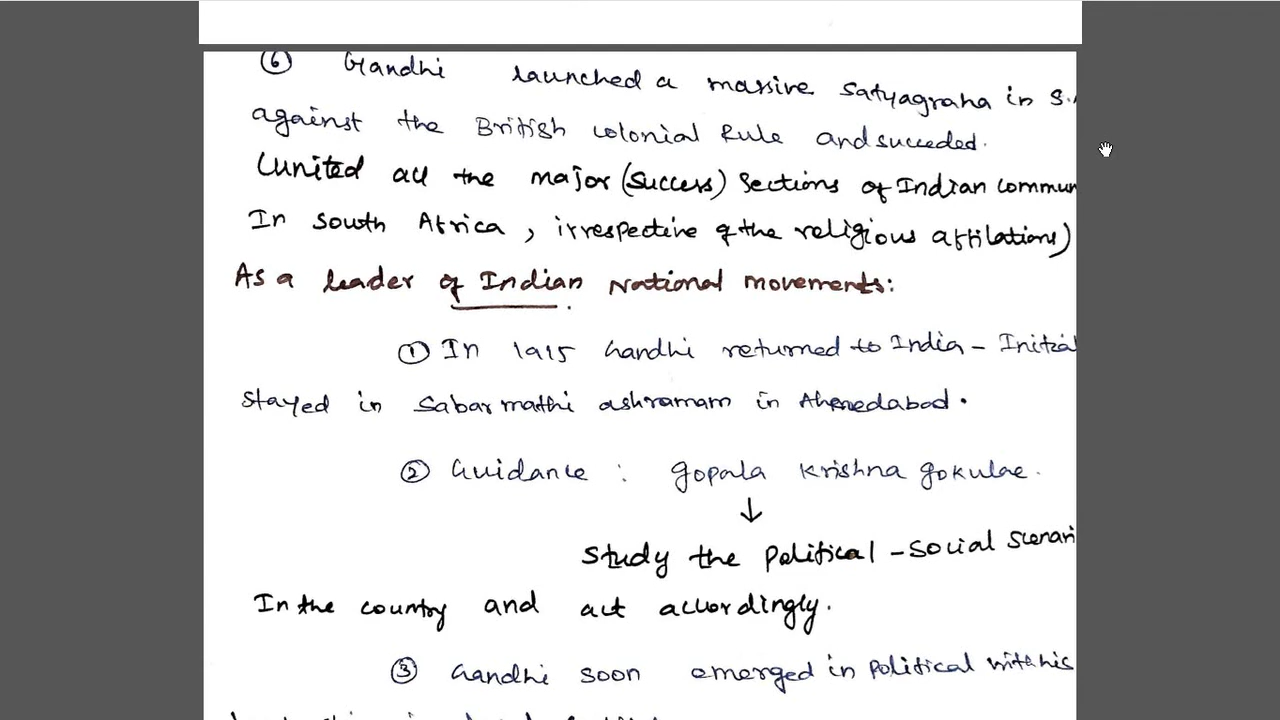 ⑥ Gandhi launched a massive satyagraha in S.
against the British colonial Rule and succeded.
(united all the major (success) sections of Indian commun
In south Africa, irrespective of the religious affilations)
As a leader of Indian National movements:
① In 1915 Gandhi returned to India - Initial
stayed in Sabarmathi ashramam in Ahmedabad.
② Guidance : gopala krishna gokulae.
↓
Study the political - social scenari
In the country and act accordingly.
③ Gandhi soon emerged in political with his